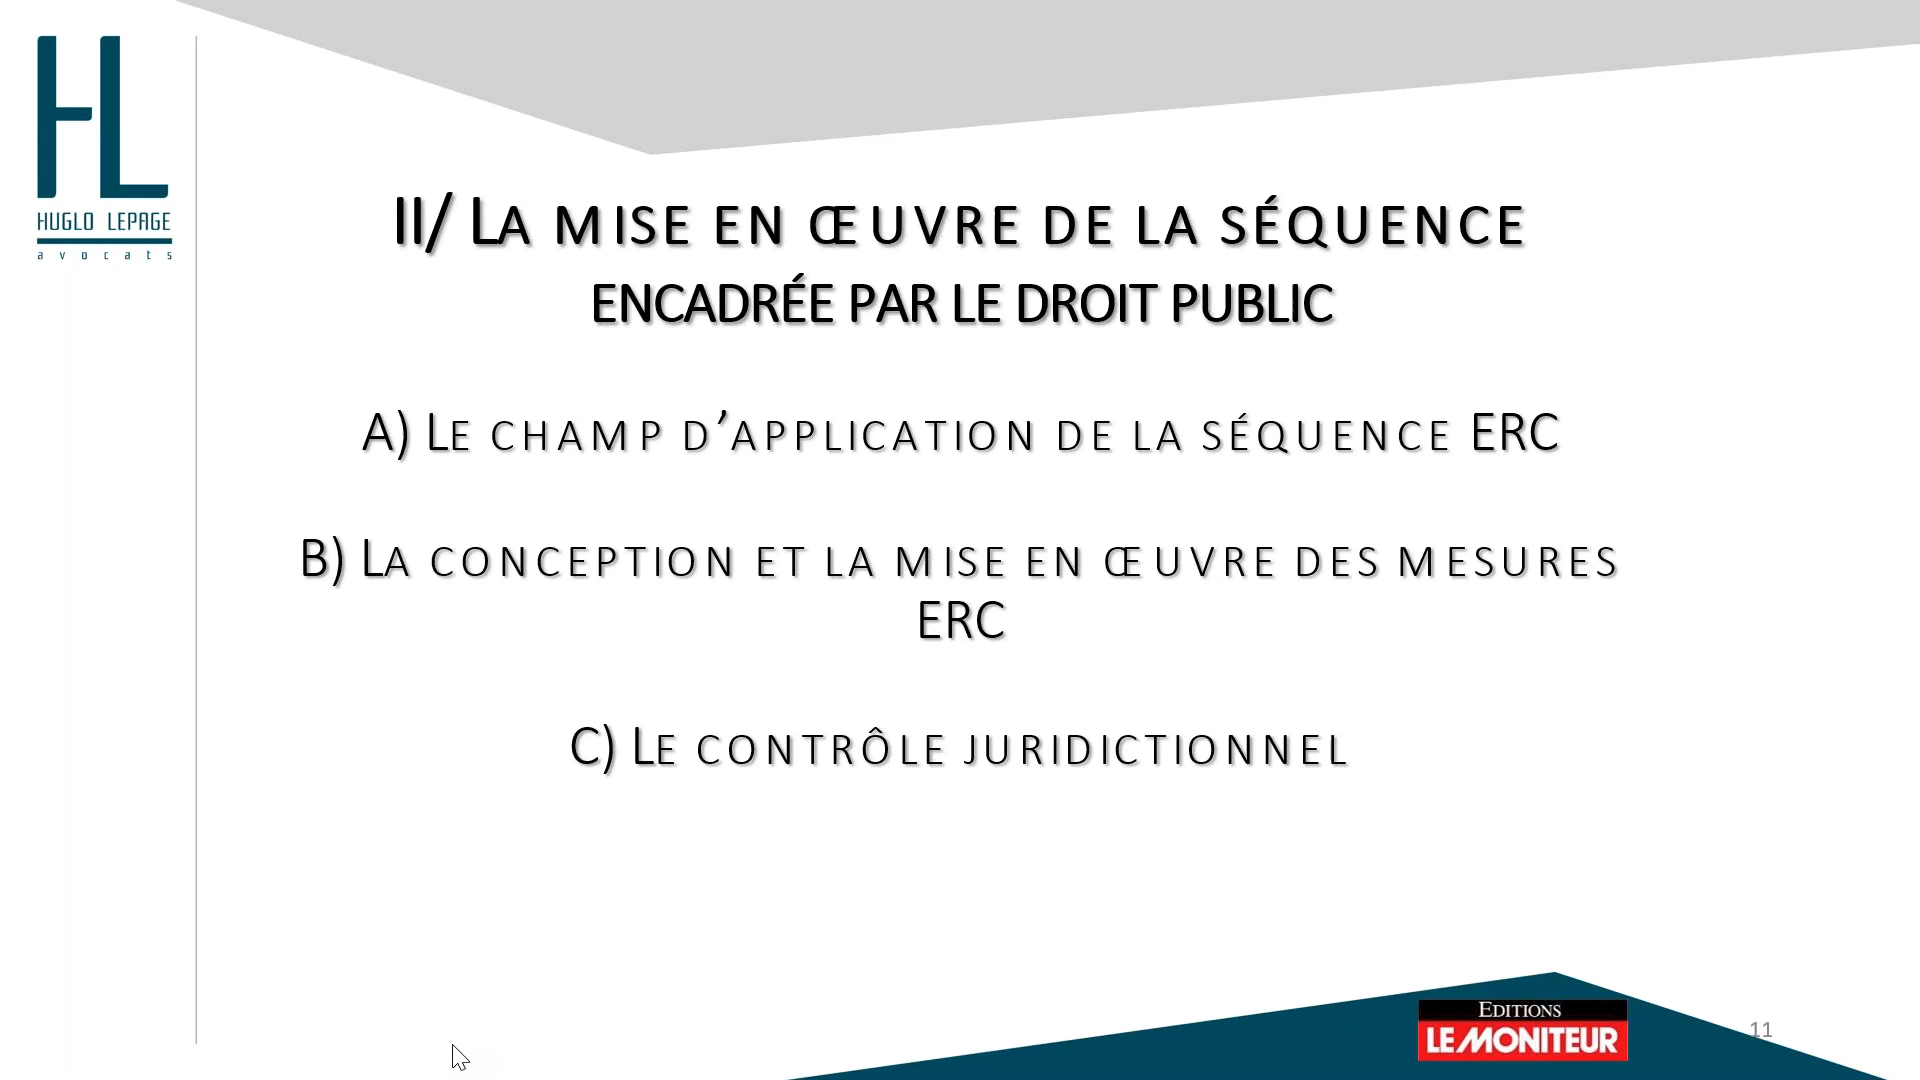 HL
HUGLO LEPAGE
avocats
II/ LA MISE EN ŒUVRE DE LA SÉQUENCE
ENCADRÉE PAR LE DROIT PUBLIC
A) LE CHAMP D’APPLICATION DE LA SÉQUENCE ERC
B) LA CONCEPTION ET LA MISE EN ŒUVRE DES MESURES
ERC
C) LE CONTRÔLE JURIDICTIONNEL
EDITIONS
LE MONITEUR
11